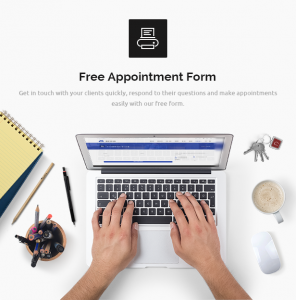 Free Appointment Form
Get in touch with your clients quickly, respond to their questions and make appointments
easily with our free form.